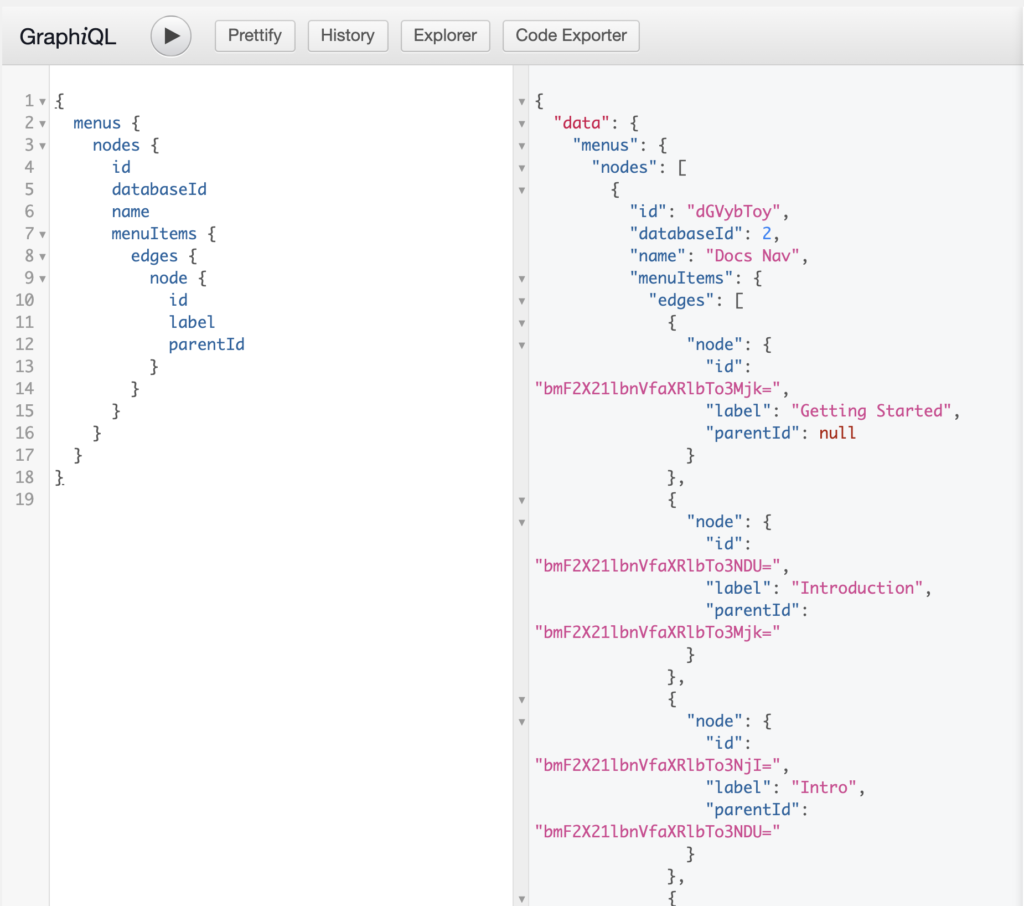 GraphiQL Prettify History Explorer Code Exporter
1 {
2 menus {
3 nodes {
4 id
5 databaseId
6 name
7 menuItems {
8 edges {
9 node {
10 id
11 label
12 parentId
13 }
14 }
15 }
16 }
17 }
18 }
19
{
"data": {
"menus": {
"nodes": [
{
"id": "dGVybToy",
"databaseId": 2,
"name": "Docs Nav",
"menuItems": {
"edges": [
{
"node": {
"id":
"bmF2X21lbnVfaXRlbTo3Mjk=",
"label": "Getting Started",
"parentId": null
}
},
{
"node": {
"id":
"bmF2X21lbnVfaXRlbTo3NDU=",
"label": "Introduction",
"parentId":
"bmF2X21lbnVfaXRlbTo3Mjk="
}
},
{
"node": {
"id":
"bmF2X21lbnVfaXRlbTo3NjI=",
"label": "Intro",
"parentId":
"bmF2X21lbnVfaXRlbTo3NDU="
}
},
{